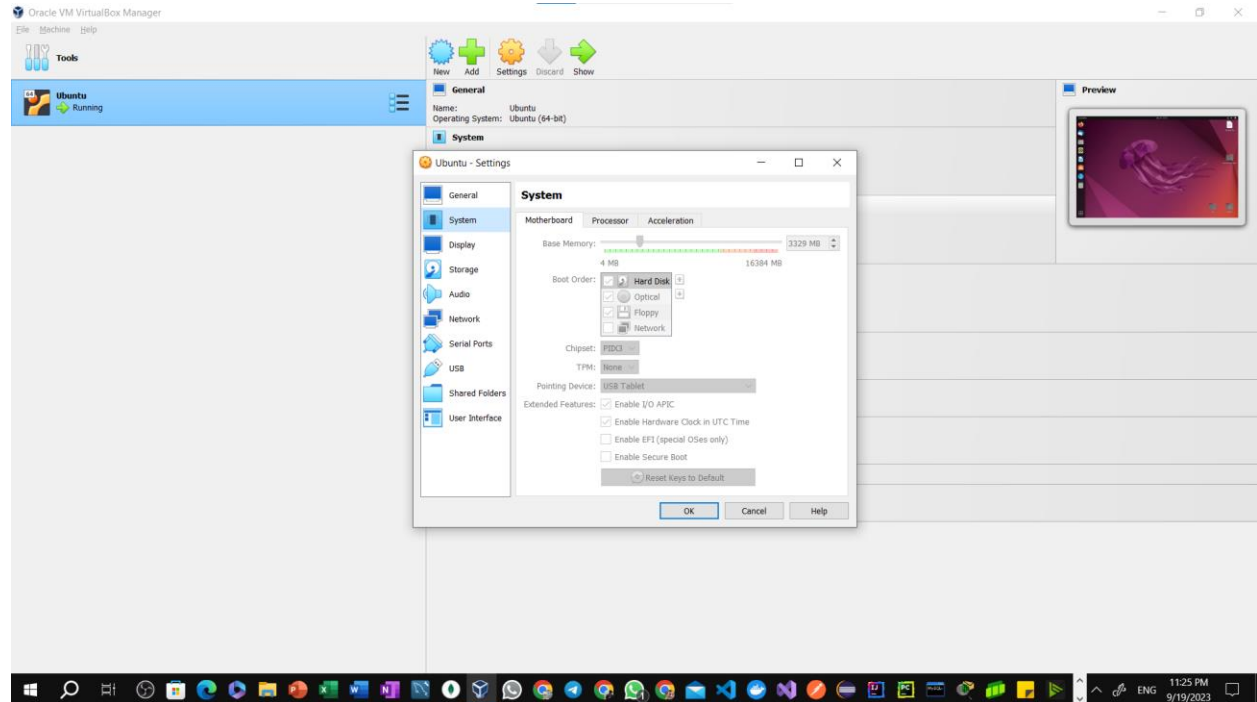 Oracle VM VirtualBox Manager
File Machine Help
Tools
New Add Settings Discard Show
64 Ubuntu
Running
General
Name: Ubuntu
Operating System: Ubuntu (64-bit)
System
Preview
Ubuntu - Settings
General
System
Display
Storage
Audio
Network
Serial Ports
USB
Shared Folders
User Interface
System
Motherboard Processor Acceleration
Base Memory: 3329 MB
4 MB 16384 MB
Boot Order: Hard Disk
Optical
Floppy
Network
Chipset: PIIX3
TPM: None
Pointing Device: USB Tablet
Extended Features: Enable I/O APIC
Enable Hardware Clock in UTC Time
Enable EFI (special OSes only)
Enable Secure Boot
Reset Keys to Default
OK Cancel Help
ENG
11:25 PM
9/19/2023